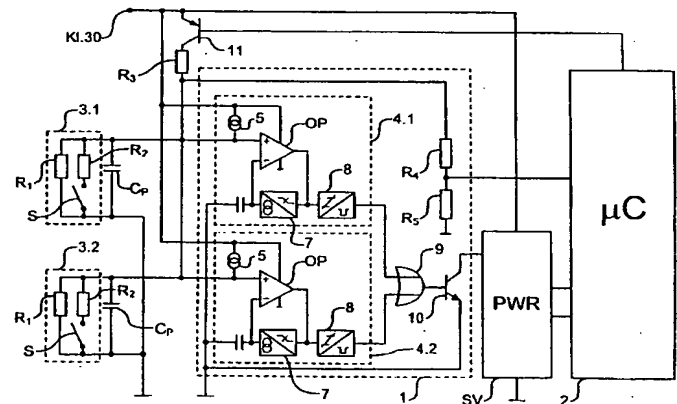 Kl.30
11
R3
3.1
5
OP
4.1
8
R1
R2
CP
S
7
R4
R5
µC
3.2
5
OP
9
R1
R2
CP
S
8
10
PWR
7
4.2
1
SV
2